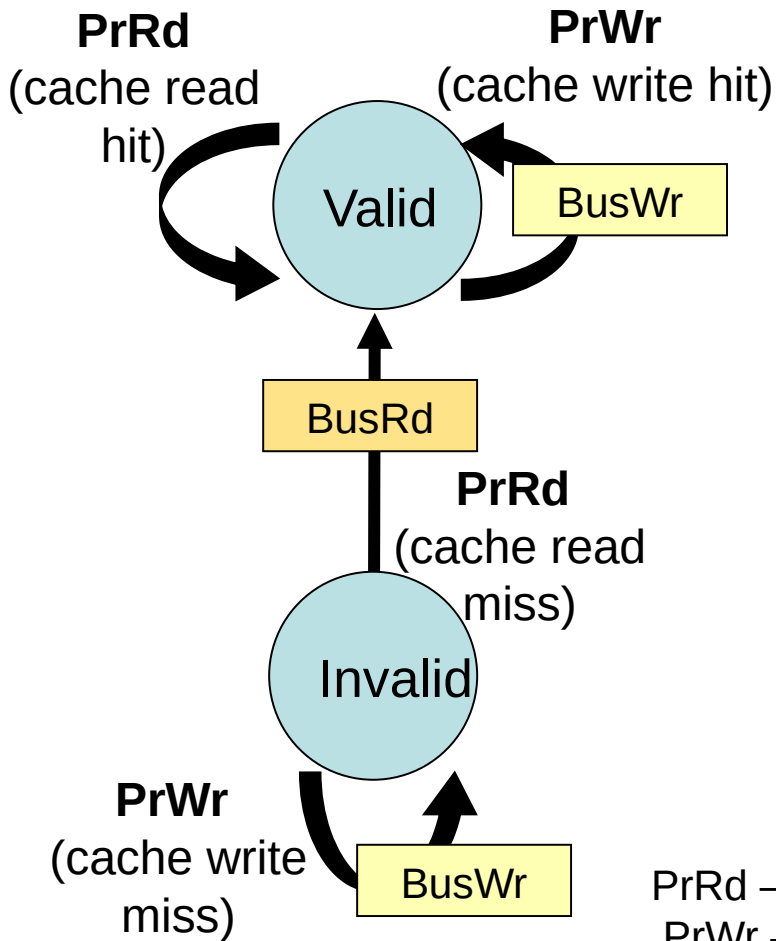 PrRd
(cache read
hit)
PrWr
(cache write hit)
Valid
BusWr
BusRd
PrRd
(cache read
miss)
Invalid
PrWr
(cache write
miss)
BusWr
PrRd –
PrWr –